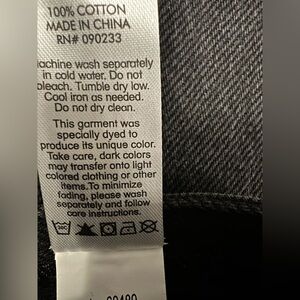 100% COTTON
MADE IN CHINA
RN# 090233
achine wash separately
in cold water. Do not
bleach. Tumble dry low.
Cool iron as needed.
Do not dry clean.
This garment was
specially dyed to
produce its unique color.
Take care, dark colors
may transfer onto light
colored clothing or other
items. To minimize
fading, please wash
separately and follow
care instructions.